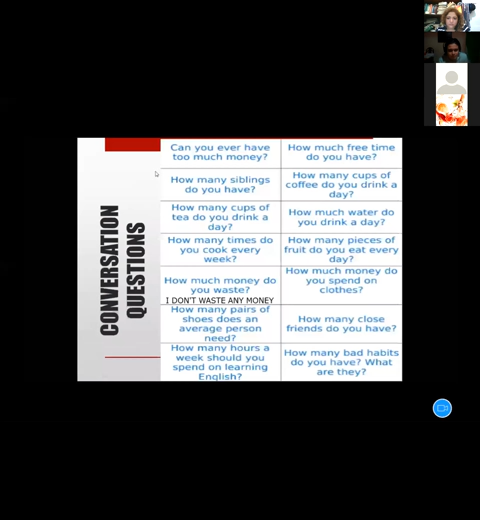 CONVERSATION
QUESTIONS
Can you ever have
too much money?
How much free time
do you have?
How many siblings
do you have?
How many cups of
coffee do you drink a
day?
How many cups of
tea do you drink a
day?
How much water do
you drink a day?
How many times do
you cook every
week?
How many pieces of
fruit do you eat every
day?
How much money do
you waste?
I DON'T WASTE ANY MONEY
How much money do
you spend on
clothes?
How many pairs of
shoes does an
average person
need?
How many close
friends do you have?
How many hours a
week should you
spend on learning
English?
How many bad habits
do you have? What
are they?